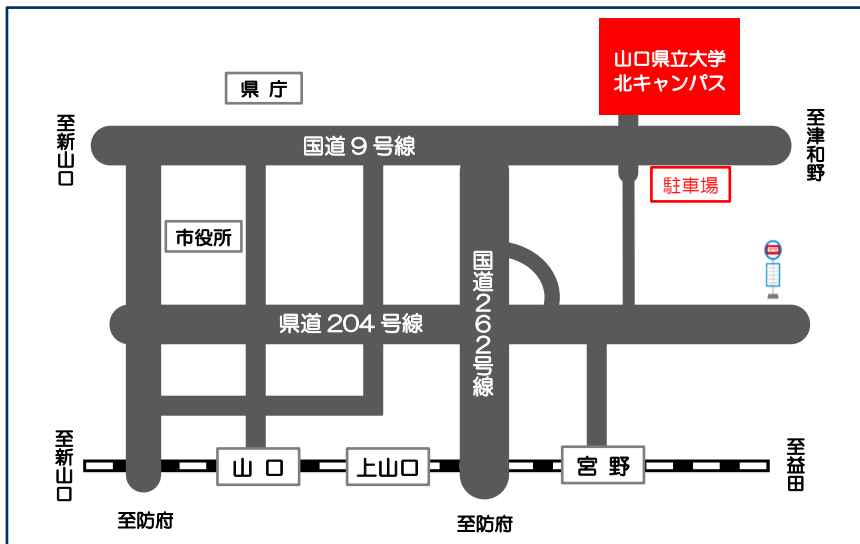 山口県立大学
北キャンパス
県 庁
至新山口
国道９号線
至津和野
駐車場
市役所
国道２６２号線
県道 204 号線
至新山口
山 口
上山口
宮 野
至益田
至防府
至防府